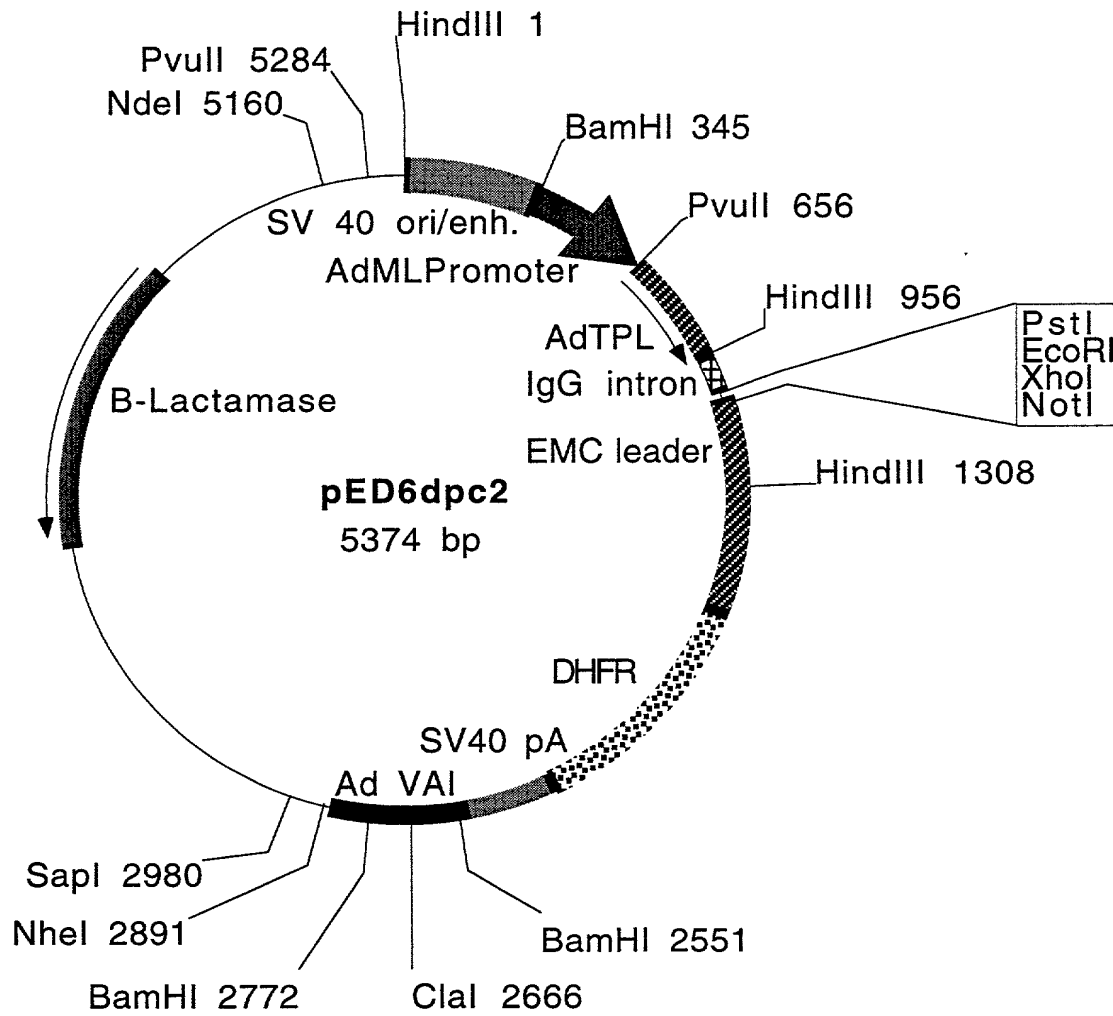 HindIII 1
PvuII 5284
NdeI 5160
BamHI 345
PvuII 656
SV 40 ori/enh.
AdMLPromoter
HindIII 956
PstI
EcoRI
XhoI
NotI
AdTPL
IgG intron
B-Lactamase
EMC leader
HindIII 1308
pED6dpc2
5374 bp
DHFR
SV40 pA
Ad VAI
SapI 2980
NheI 2891
BamHI 2551
BamHI 2772
ClaI 2666